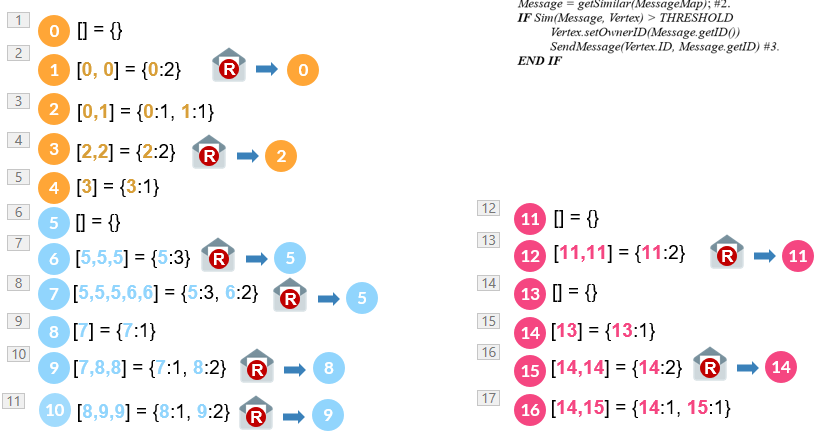 Message = getSimilar(MessageMap); #2.
IF Sim(Message, Vertex) > THRESHOLD
Vertex.setOwnerID(Message.getID())
SendMessage(Vertex.ID, Message.getID) #3.
END IF
1 0 [] = {}
2 1 [0, 0] = {0:2} R 0
3 2 [0,1] = {0:1, 1:1}
4 3 [2,2] = {2:2} R 2
5 4 [3] = {3:1}
6 5 [] = {}
7 6 [5,5,5] = {5:3} R 5
8 7 [5,5,5,6,6] = {5:3, 6:2} R 5
9 8 [7] = {7:1}
10 9 [7,8,8] = {7:1, 8:2} R 8
11 10 [8,9,9] = {8:1, 9:2} R 9
12 11 [] = {}
13 12 [11,11] = {11:2} R 11
14 13 [] = {}
15 14 [13] = {13:1}
16 15 [14,14] = {14:2} R 14
17 16 [14,15] = {14:1, 15:1}